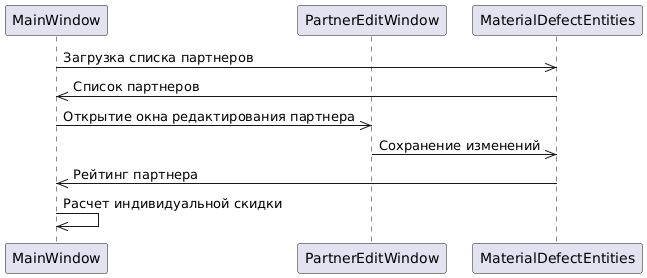 MainWindow PartnerEditWindow MaterialDefectEntities
Загрузка списка партнеров
Список партнеров
Открытие окна редактирования партнера
Сохранение изменений
Рейтинг партнера
Расчет индивидуальной скидки
MainWindow PartnerEditWindow MaterialDefectEntities